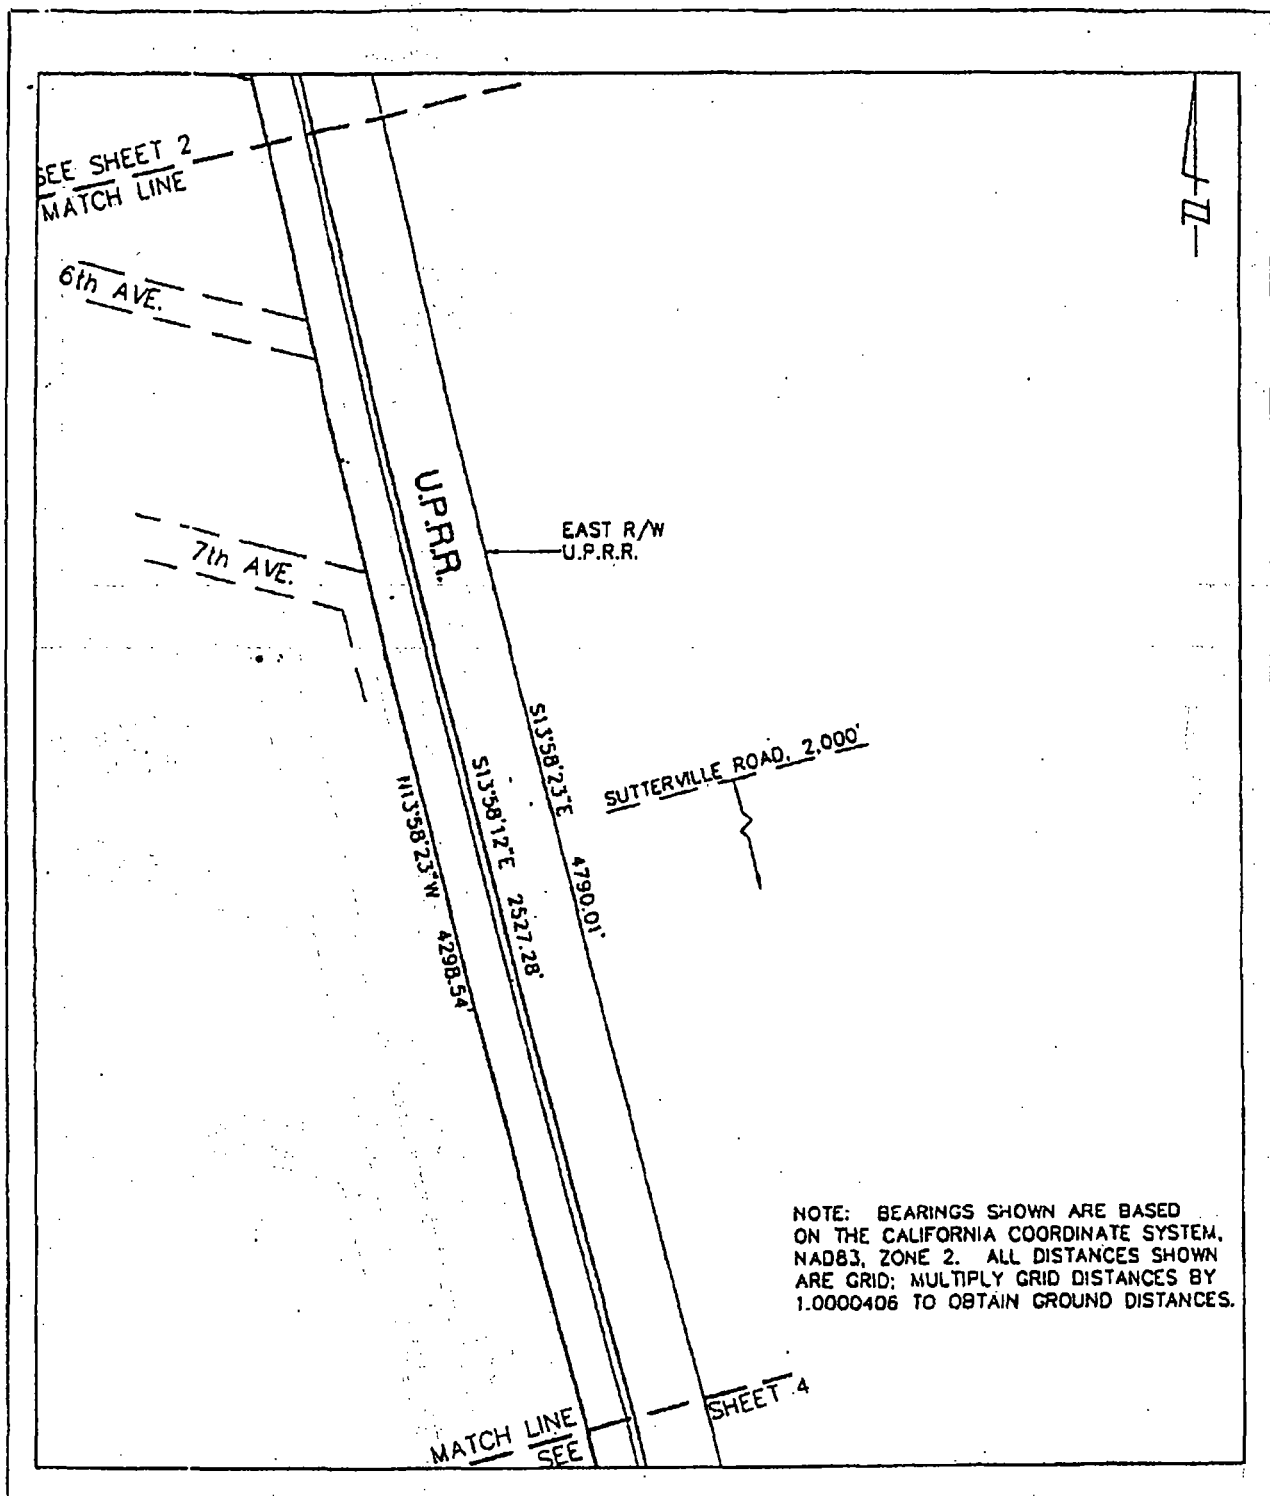 SEE SHEET 2
MATCH LINE
6th AVE.
U.P.R.R.
EAST R/W
U.P.R.R.
7th AVE.
S13°58'23"E 4790.01'
SUTTERVILLE ROAD, 2,000'
S13°58'12"E 2527.28'
N13°58'23"W 4298.54'
NOTE: BEARINGS SHOWN ARE BASED
ON THE CALIFORNIA COORDINATE SYSTEM,
NAD83, ZONE 2. ALL DISTANCES SHOWN
ARE GRID; MULTIPLY GRID DISTANCES BY
1.0000406 TO OBTAIN GROUND DISTANCES.
MATCH LINE
SEE SHEET 4
Z